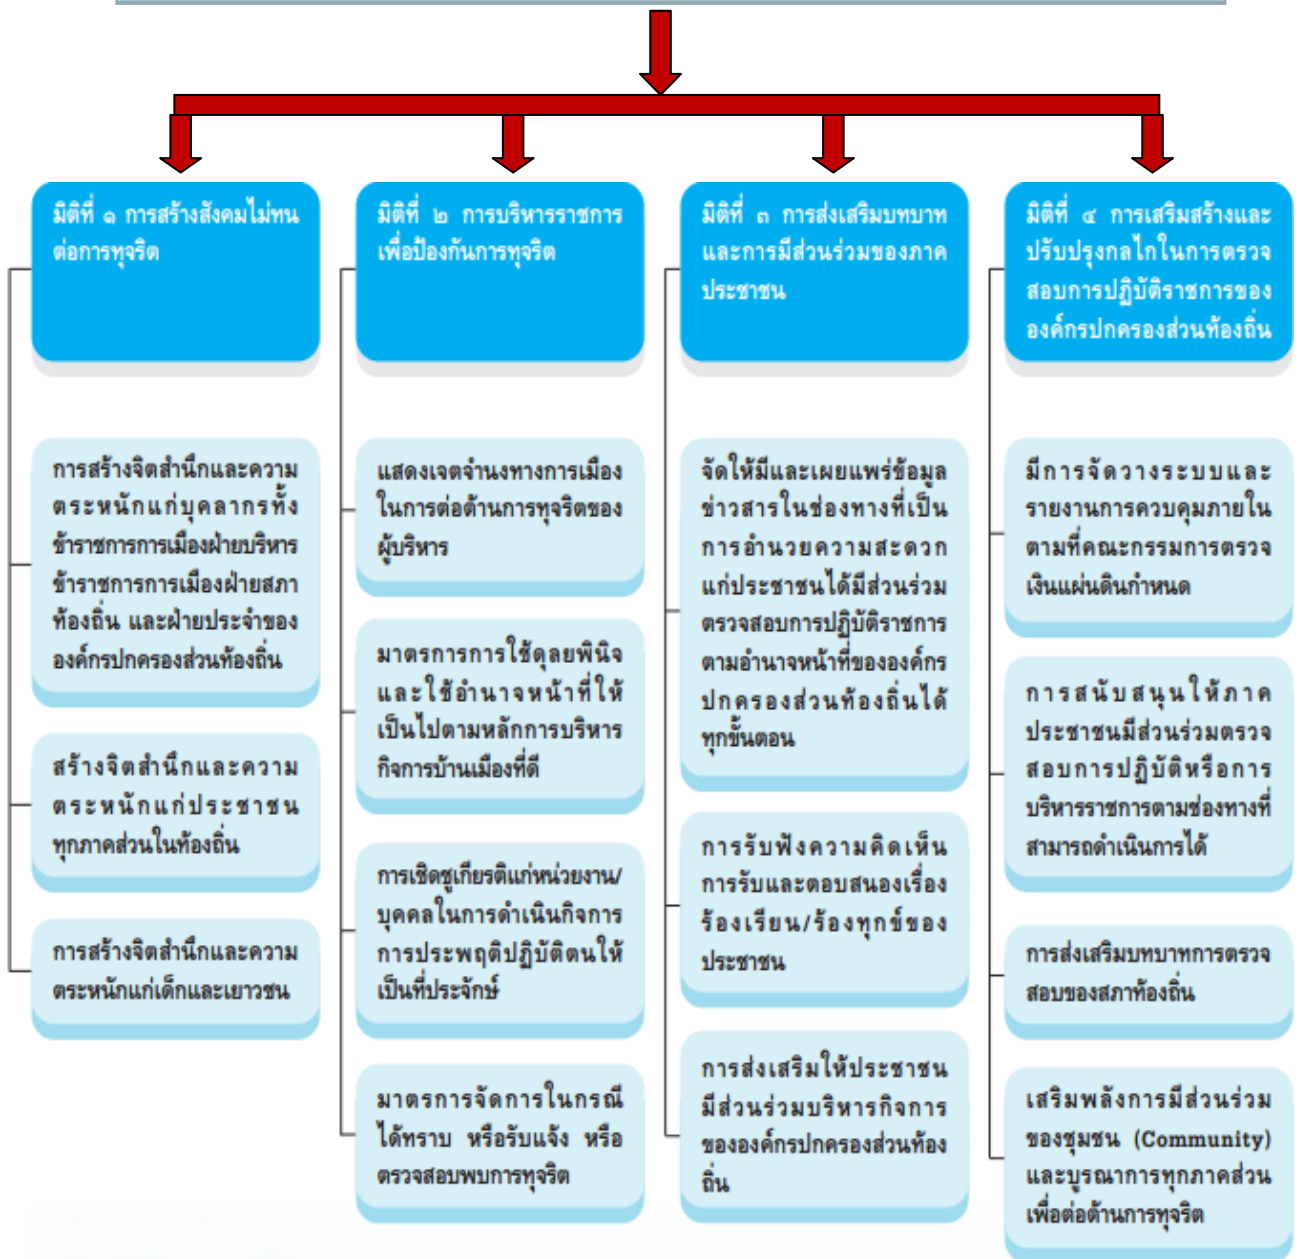 มิติที่ ๑ การสร้างสังคมไม่ทน
ต่อการทุจริต
การสร้างจิตสำนึกและความ
ตระหนักแก่บุคลากรทั้ง
ข้าราชการการเมืองฝ่ายบริหาร
ข้าราชการการเมืองฝ่ายสภา
ท้องถิ่น และฝ่ายประจำของ
องค์กรปกครองส่วนท้องถิ่น
สร้างจิตสำนึกและความ
ตระหนักแก่ประชาชน
ทุกภาคส่วนในท้องถิ่น
การสร้างจิตสำนึกและความ
ตระหนักแก่เด็กและเยาวชน
มิติที่ ๒ การบริหารราชการ
เพื่อป้องกันการทุจริต
แสดงเจตจำนงทางการเมือง
ในการต่อต้านการทุจริตของ
ผู้บริหาร
มาตรการการใช้ดุลยพินิจ
และใช้อำนาจหน้าที่ให้
เป็นไปตามหลักการบริหาร
กิจการบ้านเมืองที่ดี
การเชิดชูเกียรติแก่หน่วยงาน/
บุคคลในการดำเนินกิจการ
การประพฤติปฏิบัติตนให้
เป็นที่ประจักษ์
มาตรการจัดการในกรณี
ได้ทราบ หรือรับแจ้ง หรือ
ตรวจสอบพบการทุจริต
มิติที่ ๓ การส่งเสริมบทบาท
และการมีส่วนร่วมของภาค
ประชาชน
จัดให้มีและเผยแพร่ข้อมูล
ข่าวสารในช่องทางที่เป็น
การอำนวยความสะดวก
แก่ประชาชนได้มีส่วนร่วม
ตรวจสอบการปฏิบัติราชการ
ตามอำนาจหน้าที่ขององค์กร
ปกครองส่วนท้องถิ่นได้
ทุกขั้นตอน
การรับฟังความคิดเห็น
การรับและตอบสนองเรื่อง
ร้องเรียน/ร้องทุกข์ของ
ประชาชน
การส่งเสริมให้ประชาชน
มีส่วนร่วมบริหารกิจการ
ขององค์กรปกครองส่วนท้อง
ถิ่น
มิติที่ ๔ การเสริมสร้างและ
ปรับปรุงกลไกในการตรวจ
สอบการปฏิบัติราชการของ
องค์กรปกครองส่วนท้องถิ่น
มีการจัดวางระบบและ
รายงานการควบคุมภายใน
ตามที่คณะกรรมการตรวจ
เงินแผ่นดินกำหนด
การสนับสนุนให้ภาค
ประชาชนมีส่วนร่วมตรวจ
สอบการปฏิบัติหรือการ
บริหารราชการตามช่องทางที่
สามารถดำเนินการได้
การส่งเสริมบทบาทการตรวจ
สอบของสภาท้องถิ่น
เสริมพลังการมีส่วนร่วม
ของชุมชน (Community)
และบูรณาการทุกภาคส่วน
เพื่อต่อต้านการทุจริต